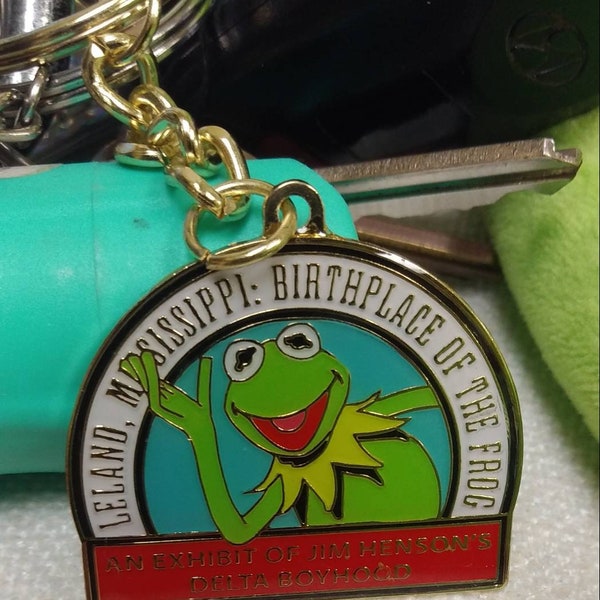 LELAND, MISSISSIPPI: BIRTHPLACE OF THE FROG
AN EXHIBIT OF JIM HENSON'S
DELTA BOYHOOD